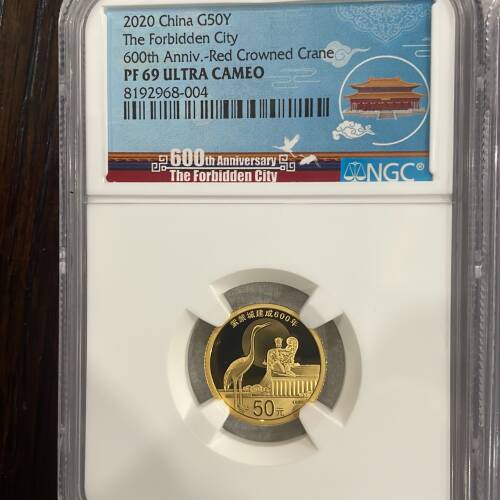 2020 China G50Y
The Forbidden City
600th Anniv.-Red Crowned Crane
PF 69 ULTRA CAMEO
8192968-004
600th Anniversary
The Forbidden City
NGC®
紫禁城建成600年
50元